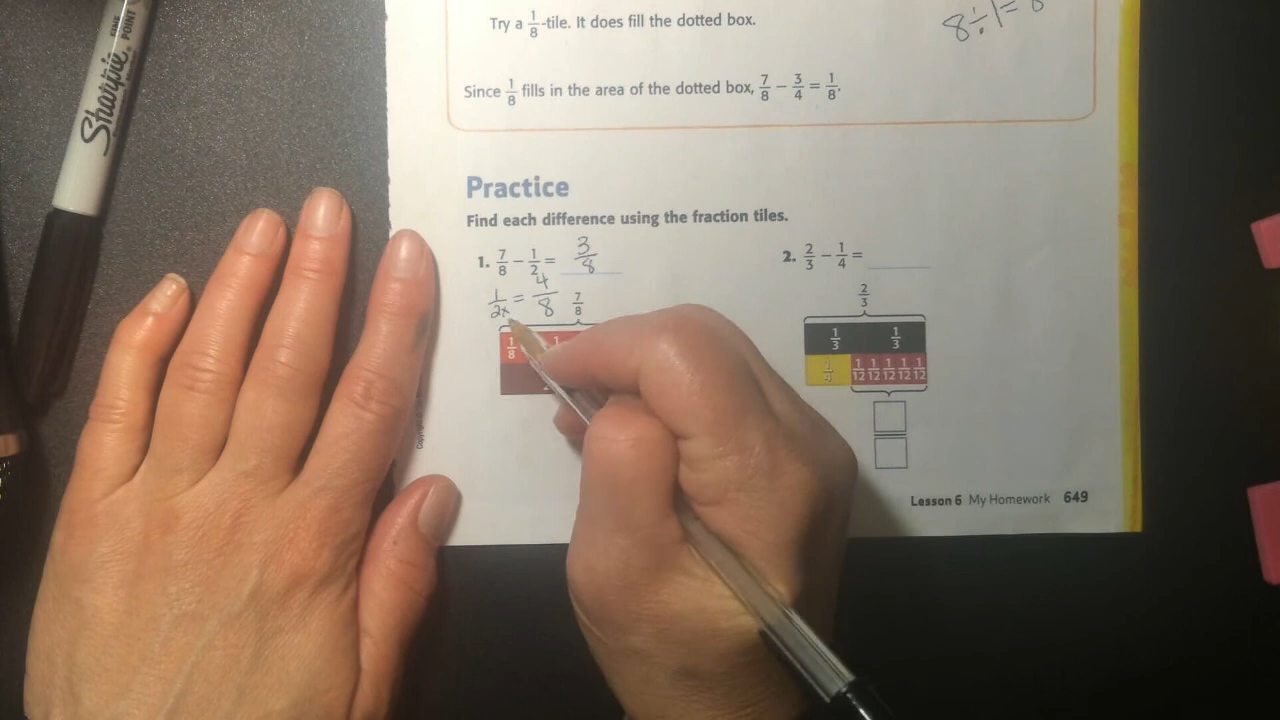 Sharpie
FINE POINT
8÷1=8
Try a 1/8-tile. It does fill the dotted box.
Since 1/8 fills in the area of the dotted box, 7/8 − 3/4 = 1/8.
Practice
Find each difference using the fraction tiles.
1. 7/8 − 1/2 = 3/8
1/2 = 4/8
7/8
1/8
2. 2/3 − 1/4 =
2/3
1/3 1/3
1/4 1/12 1/12 1/12 1/12 1/12
Lesson 6 My Homework 649